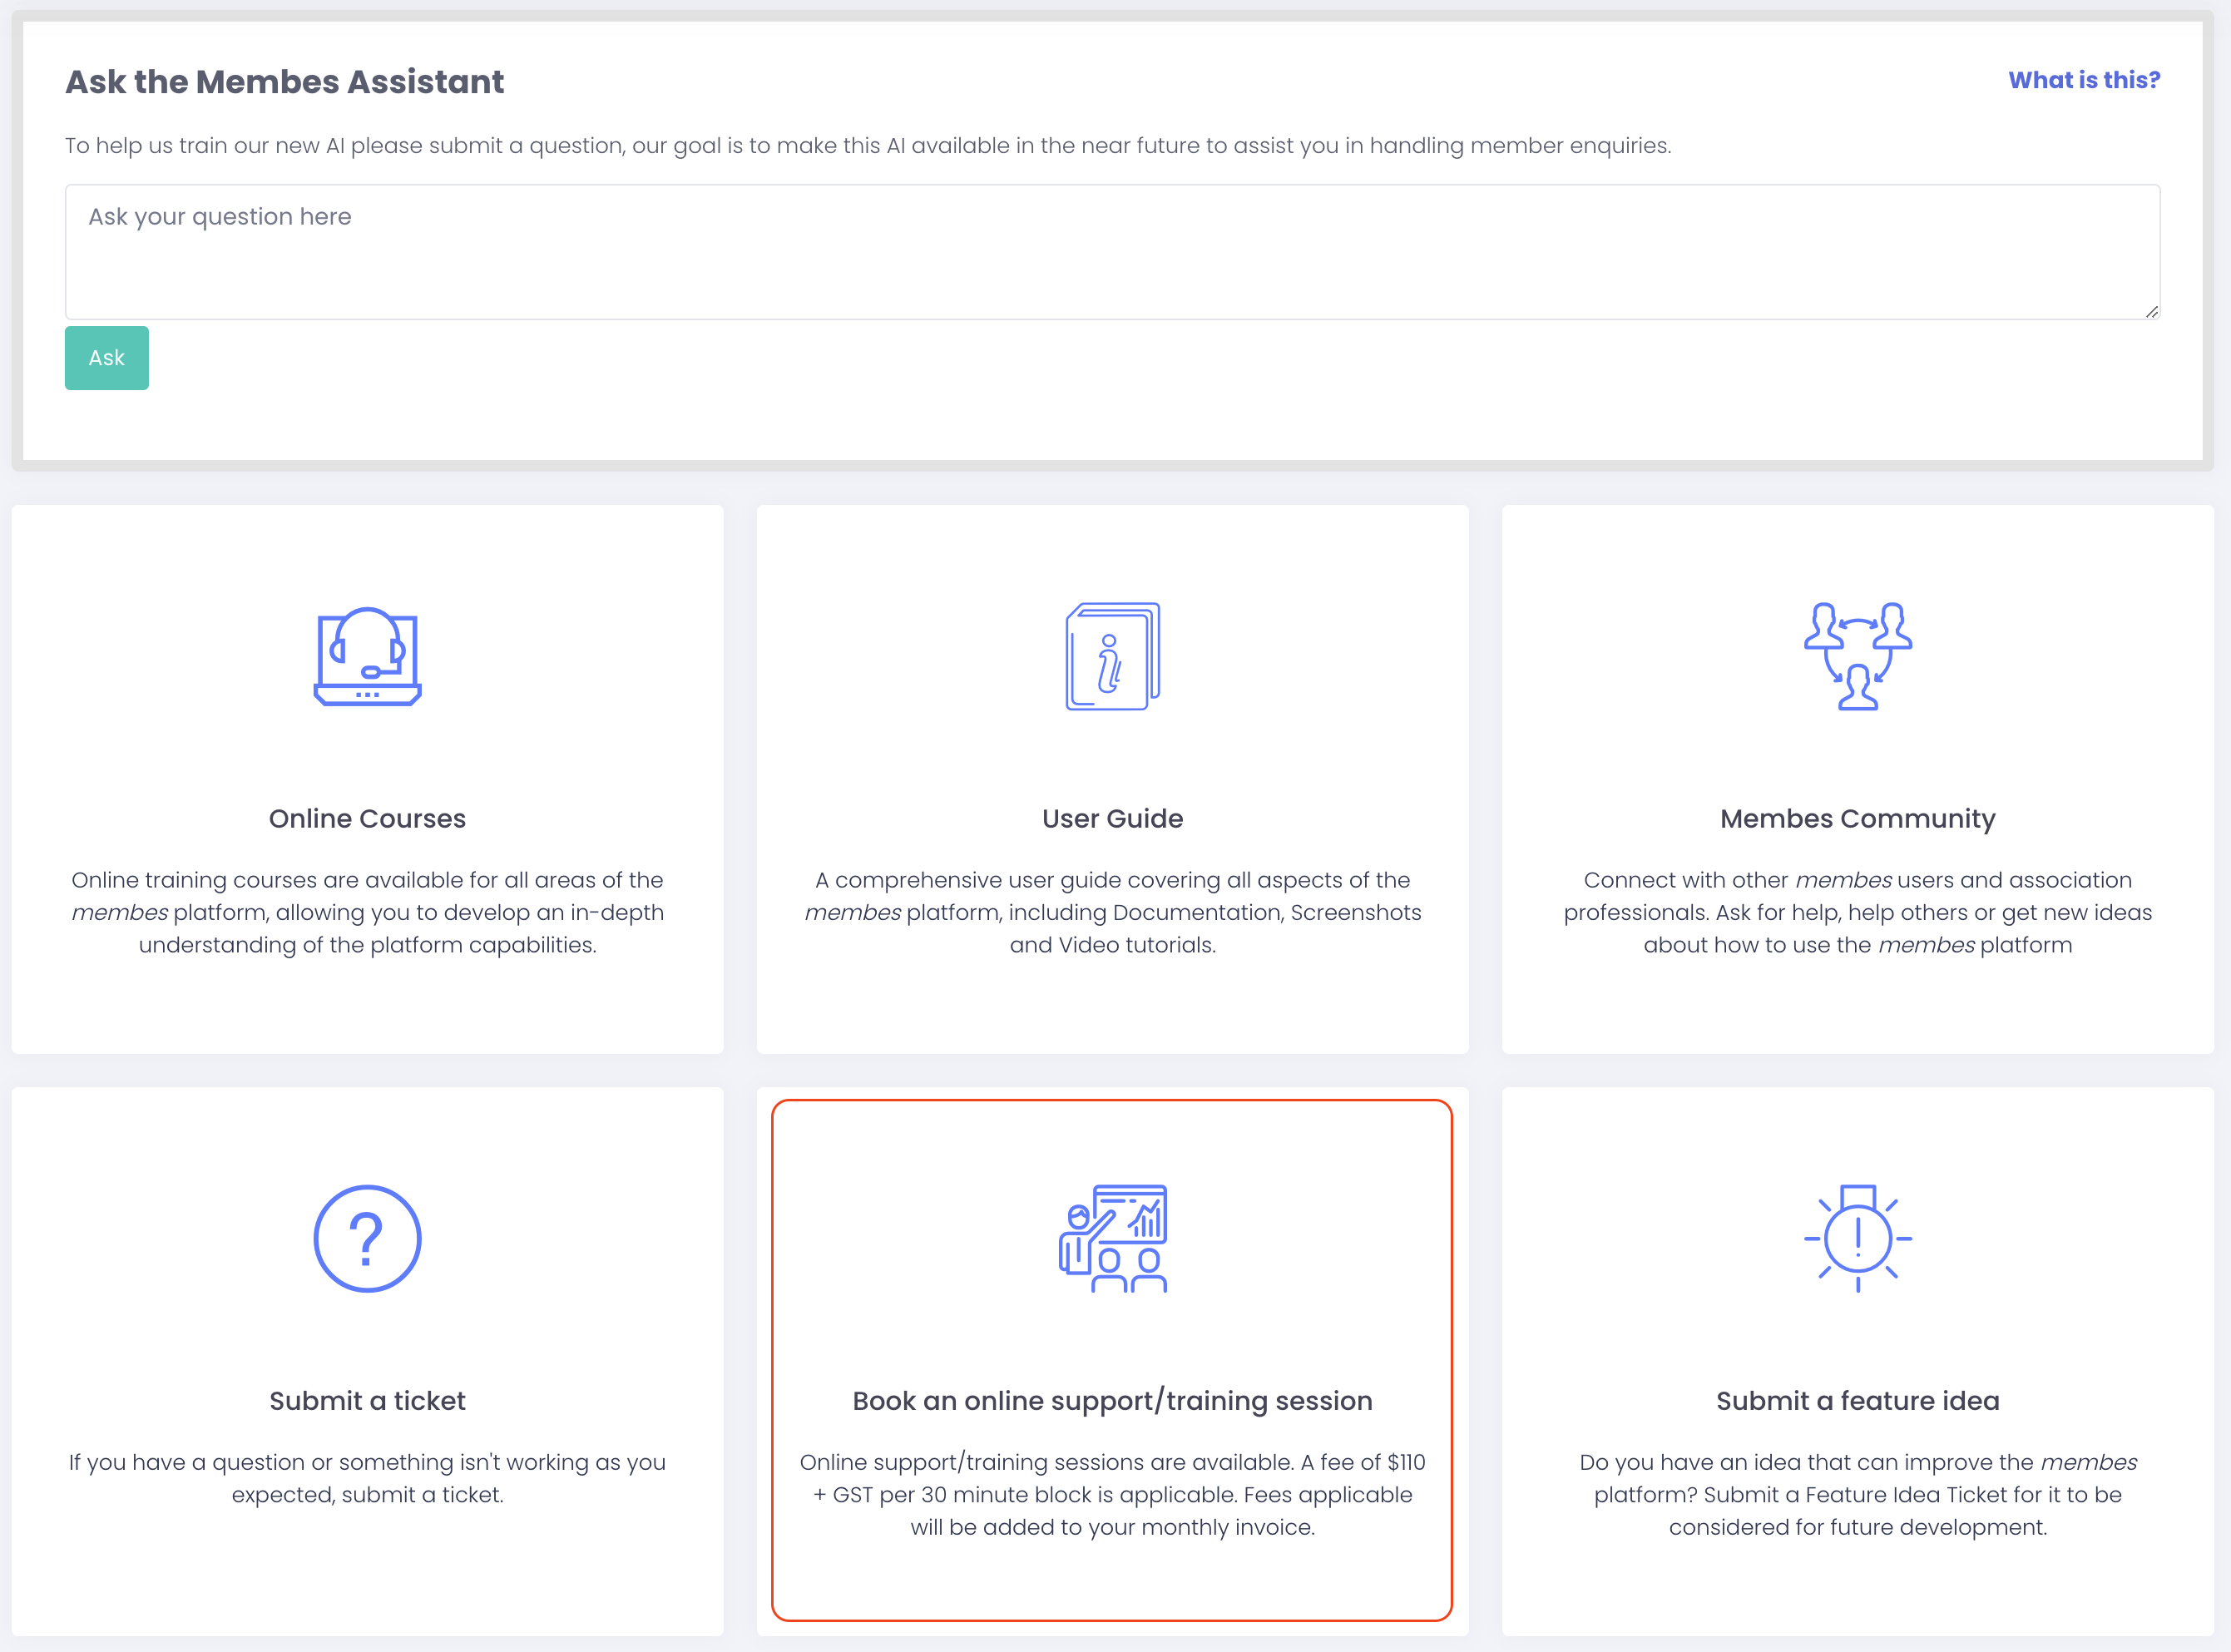 Ask the Membes Assistant
What is this?
To help us train our new AI please submit a question, our goal is to make this AI available in the near future to assist you in handling member enquiries.
Ask your question here
Ask
Online Courses
Online training courses are available for all areas of the
membes platform, allowing you to develop an in-depth
understanding of the platform capabilities.
User Guide
A comprehensive user guide covering all aspects of the
membes platform, including Documentation, Screenshots
and Video tutorials.
Membes Community
Connect with other membes users and association
professionals. Ask for help, help others or get new ideas
about how to use the membes platform
Submit a ticket
If you have a question or something isn't working as you
expected, submit a ticket.
Book an online support/training session
Online support/training sessions are available. A fee of $110
+ GST per 30 minute block is applicable. Fees applicable
will be added to your monthly invoice.
Submit a feature idea
Do you have an idea that can improve the membes
platform? Submit a Feature Idea Ticket for it to be
considered for future development.